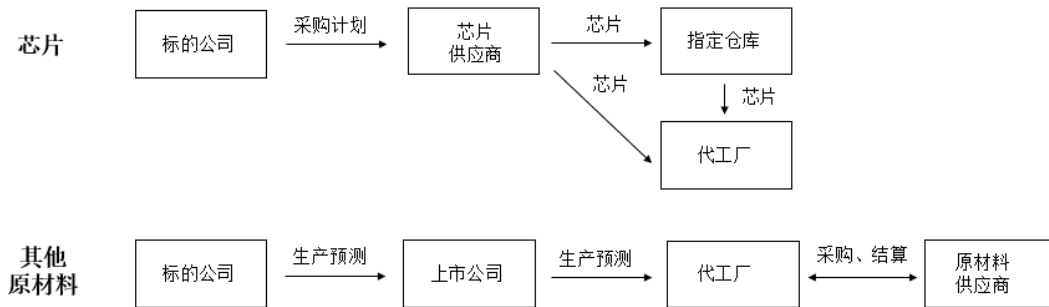 芯片
标的公司
采购计划
芯片
供应商
芯片
指定仓库
芯片
芯片
代工厂
其他
原材料
标的公司
生产预测
上市公司
生产预测
代工厂
采购、结算
原材料
供应商